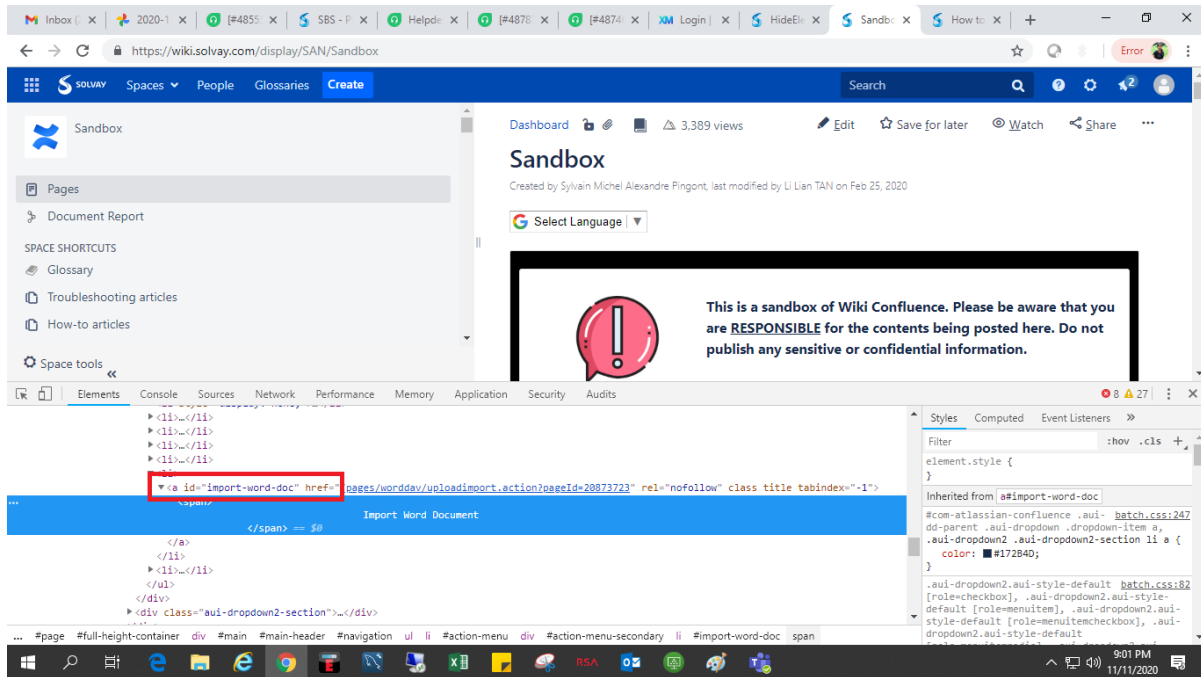 Inbox (
2020-1
[#4855
SBS - P
Helpde
[#4878
[#4874
XM Login |
HideEle
Sandbo
How to
https://wiki.solvay.com/display/SAN/Sandbox
Error
SOLVAY Spaces People Glossaries Create Search 2
Sandbox
Pages
Document Report
SPACE SHORTCUTS
Glossary
Troubleshooting articles
How-to articles
Space tools
Dashboard 3,389 views Edit Save for later Watch Share
Sandbox
Created by Sylvain Michel Alexandre Pingont, last modified by Li Lian TAN on Feb 25, 2020
G Select Language | ▼
This is a sandbox of Wiki Confluence. Please be aware that you
are RESPONSIBLE for the contents being posted here. Do not
publish any sensitive or confidential information.
Elements Console Sources Network Performance Memory Application Security Audits 8 27
▶<li>…</li>
▶<li>…</li>
▶<li>…</li>
▶<li>…</li>
▼<a id="import-word-doc" href="/pages/worddav/uploadimport.action?pageId=20873723" rel="nofollow" class title tabindex="-1">
<span>
Import Word Document
</span> == $0
</a>
</li>
▶<li>…</li>
</ul>
▶<div class="aui-dropdown2-section">…</div>
... #page #full-height-container div #main #main-header #navigation ul li #action-menu div #action-menu-secondary li #import-word-doc span
Styles Computed Event Listeners »
Filter :hov .cls +
element.style {
}
Inherited from a#import-word-doc
#com-atlassian-confluence .aui- batch.css:247
dd-parent .aui-dropdown .dropdown-item a,
.aui-dropdown2 .aui-dropdown2-section li a {
color: #172B4D;
}
.aui-dropdown2.aui-style-default batch.css:82
[role=checkbox], .aui-dropdown2.aui-style-
default [role=menuitem], .aui-dropdown2.aui-
style-default [role=menuitemcheckbox], .aui-
dropdown2.aui-style-default
RSA
9:01 PM
11/11/2020